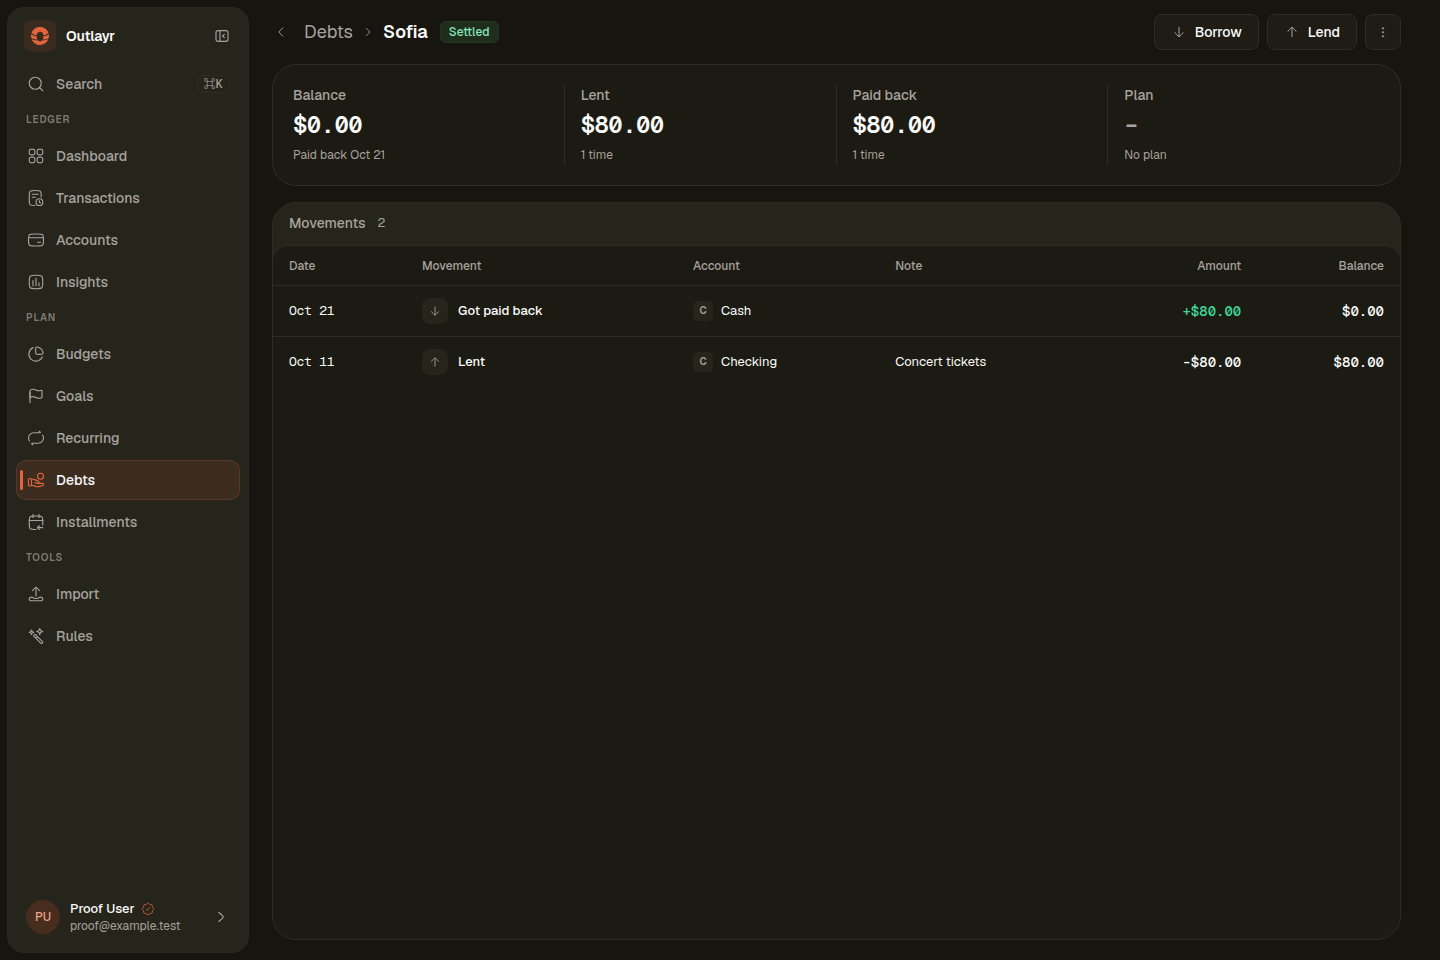 Outlayr
Search ⌘K
LEDGER
Dashboard
Transactions
Accounts
Insights
PLAN
Budgets
Goals
Recurring
Debts
Installments
TOOLS
Import
Rules
PU
Proof User
proof@example.test
Debts > Sofia Settled
Borrow Lend
Balance Lent Paid back Plan
$0.00 $80.00 $80.00 –
Paid back Oct 21 1 time 1 time No plan
Movements 2
Date Movement Account Note Amount Balance
Oct 21 Got paid back C Cash +$80.00 $0.00
Oct 11 Lent C Checking Concert tickets -$80.00 $80.00